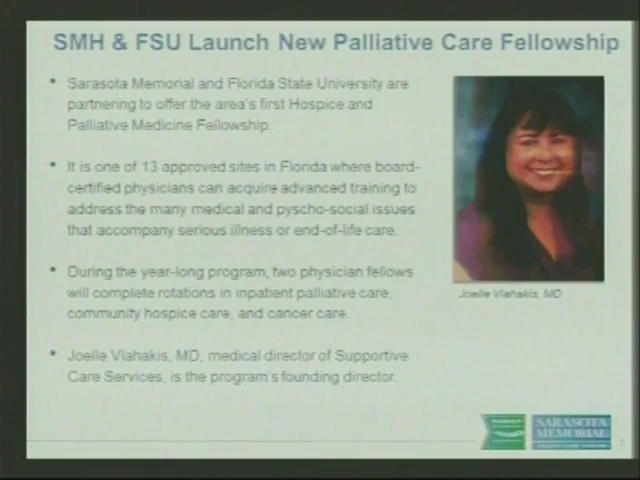 SMH & FSU Launch New Palliative Care Fellowship
• Sarasota Memorial and Florida State University are
partnering to offer the area's first Hospice and
Palliative Medicine Fellowship.
• It is one of 13 approved sites in Florida where board-
certified physicians can acquire advanced training to
address the many medical and pyscho-social issues
that accompany serious illness or end-of-life care.
• During the year-long program, two physician fellows
will complete rotations in inpatient palliative care,
community hospice care, and cancer care.
• Joelle Vlahakis, MD, medical director of Supportive
Care Services, is the program's founding director.
Joelle Vlahakis, MD
SARASOTA
MEMORIAL
2